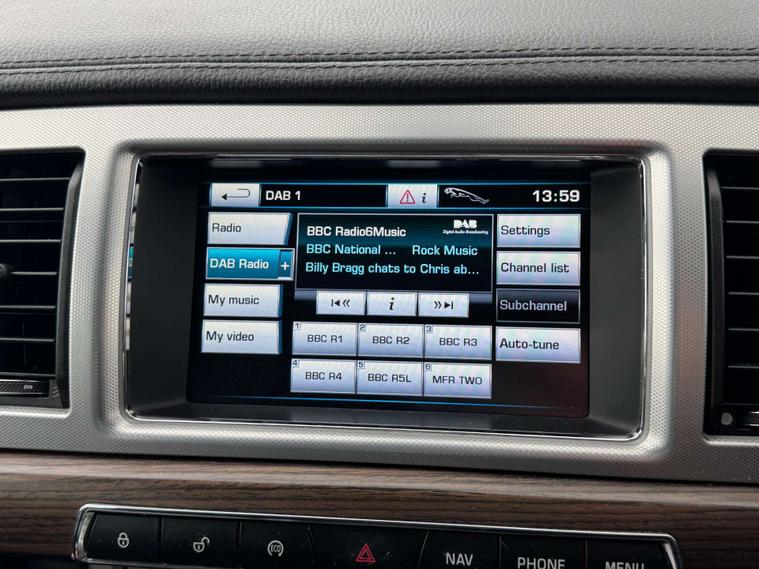 DAB 1
i
13:59
Radio
DAB Radio +
My music
My video
BBC Radio6Music
DAB
Digital Audio Broadcasting
BBC National ... Rock Music
Billy Bragg chats to Chris ab...
i
1 BBC R1
2 BBC R2
3 BBC R3
4 BBC R4
5 BBC R5L
6 MFR TWO
Settings
Channel list
Subchannel
Auto-tune
ECO
NAV
PHONE
MENU